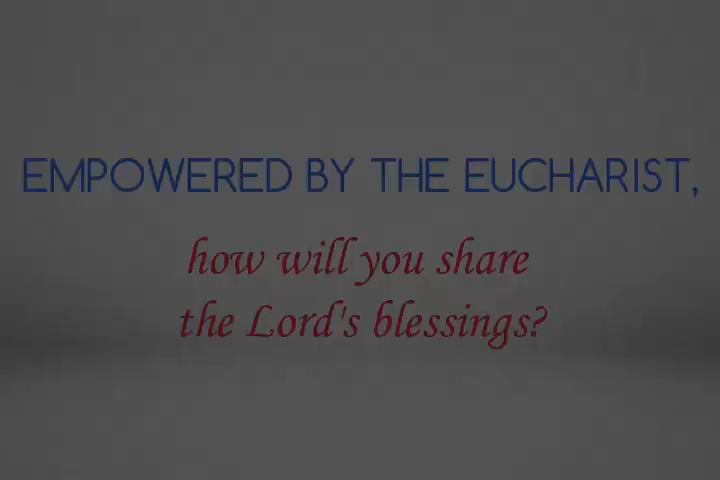 EMPOWERED BY THE EUCHARIST,
how will you share
the Lord's blessings?